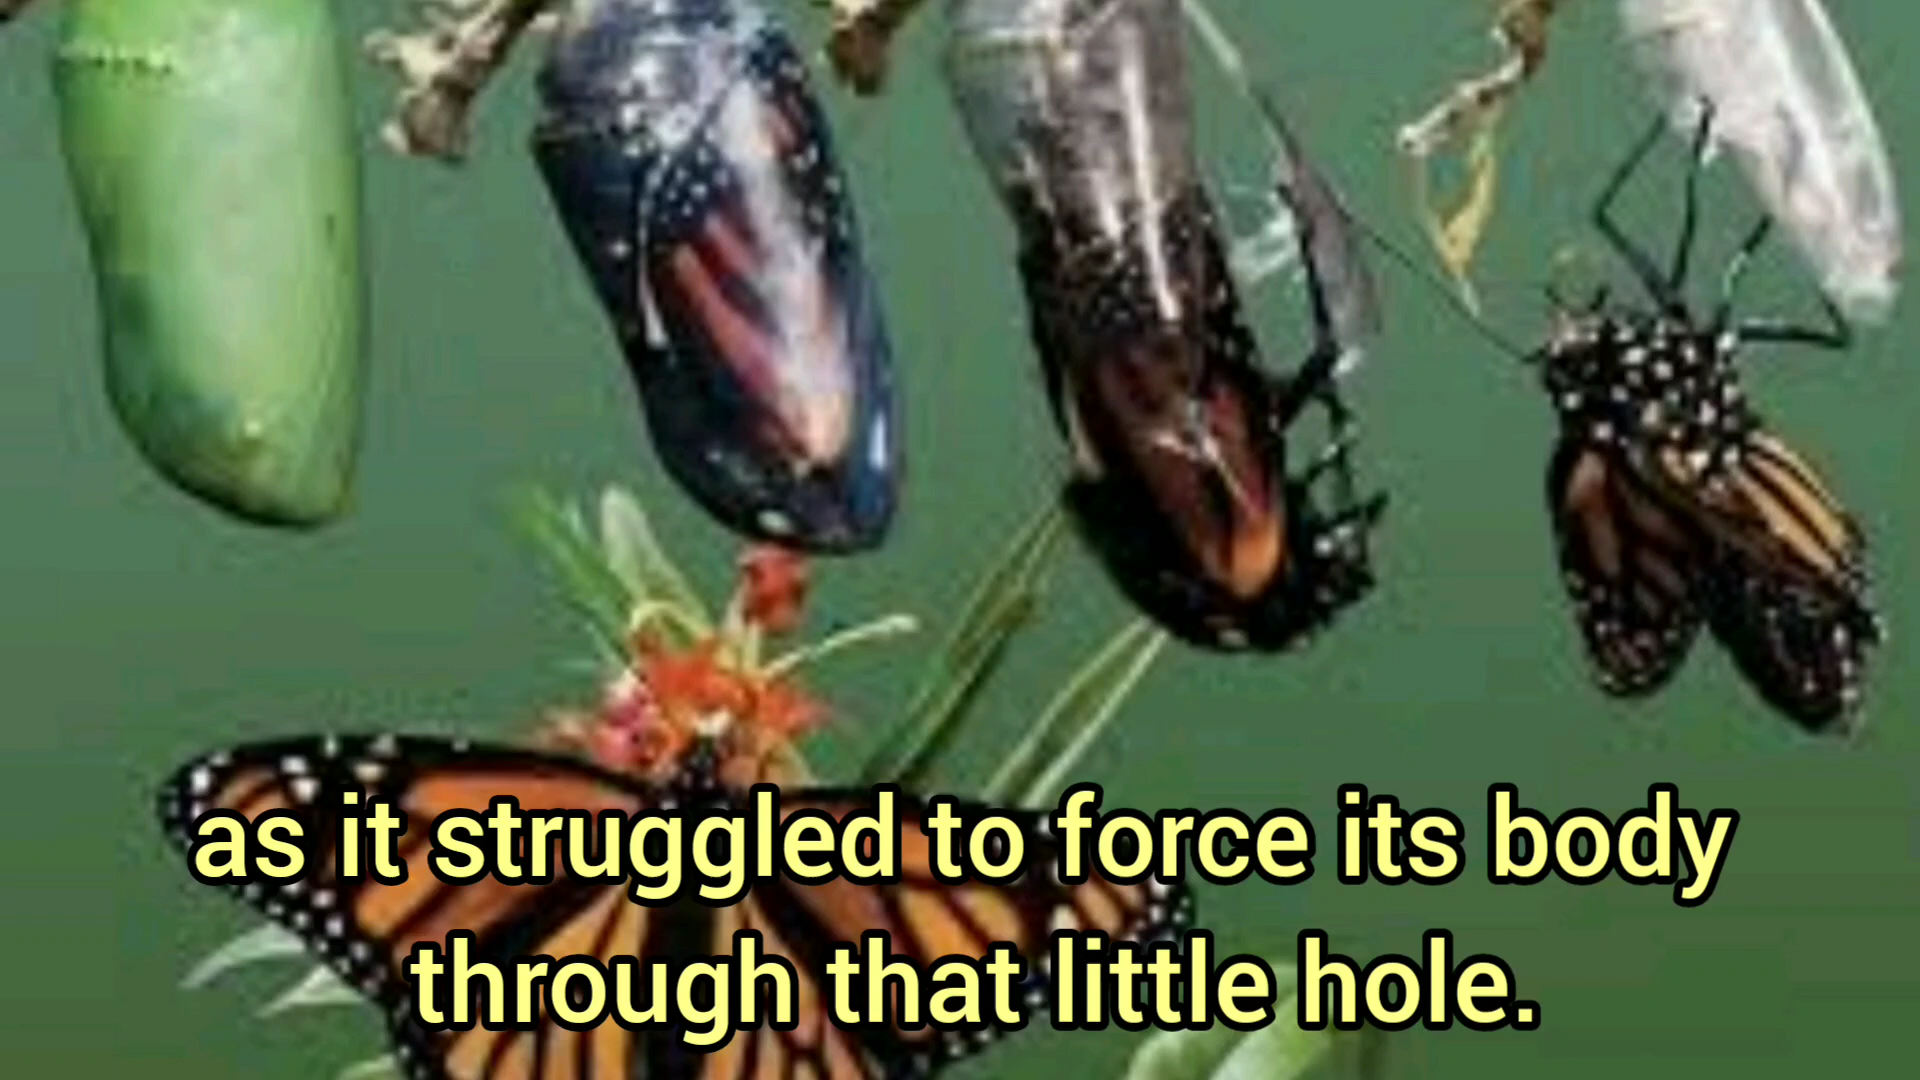 as it struggled to force its body
through that little hole.